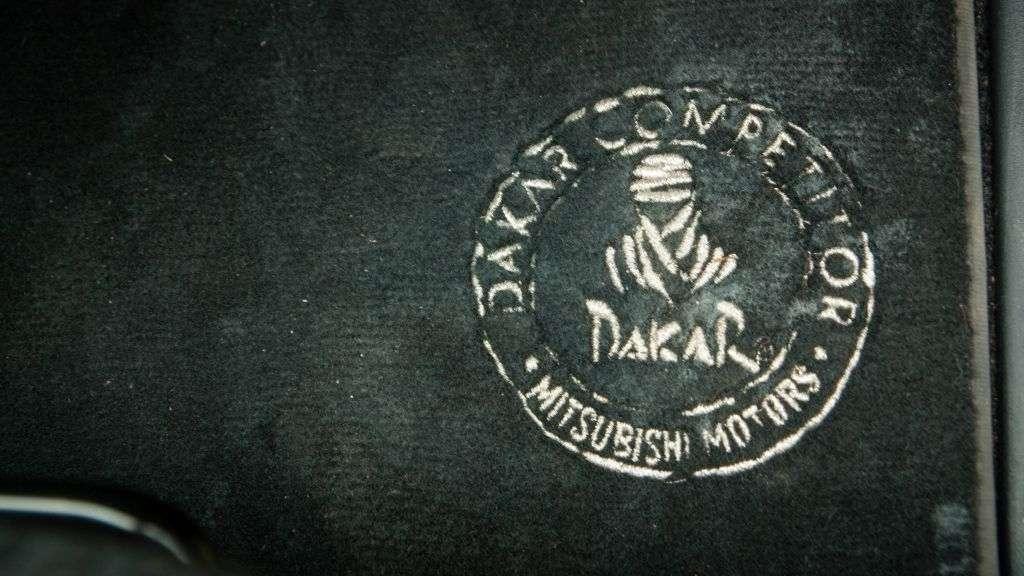 DAKAR COMPETITOR
DAKAR
• MITSUBISHI MOTORS •